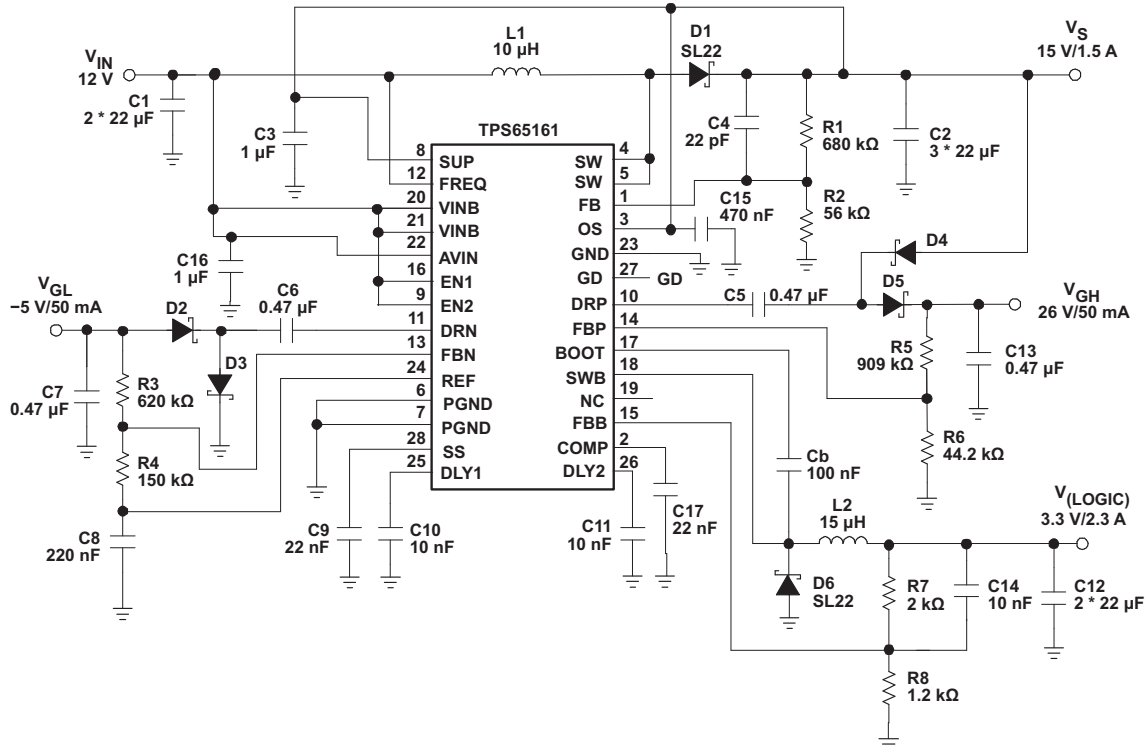 V_IN
12 V
C1
2 * 22 µF
C3
1 µF
L1
10 µH
D1
SL22
V_S
15 V/1.5 A
C4
22 pF
R1
680 kΩ
C2
3 * 22 µF
R2
56 kΩ
C15
470 nF
TPS65161
8 SUP
12 FREQ
20 VINB
21 VINB
22 AVIN
16 EN1
9 EN2
11 DRN
13 FBN
24 REF
6 PGND
7 PGND
28 SS
25 DLY1
SW 4
SW 5
FB 1
OS 3
GND 23
GD 27
GD
DRP 10
FBP 14
BOOT 17
SWB 18
NC 19
FBB 15
COMP 2
DLY2 26
C16
1 µF
V_GL
−5 V/50 mA
D2
C6
0.47 µF
D3
C7
0.47 µF
R3
620 kΩ
R4
150 kΩ
C8
220 nF
C9
22 nF
C10
10 nF
C11
10 nF
C17
22 nF
D4
D5
C5
0.47 µF
V_GH
26 V/50 mA
R5
909 kΩ
C13
0.47 µF
R6
44.2 kΩ
Cb
100 nF
L2
15 µH
V_(LOGIC)
3.3 V/2.3 A
D6
SL22
R7
2 kΩ
C14
10 nF
C12
2 * 22 µF
R8
1.2 kΩ